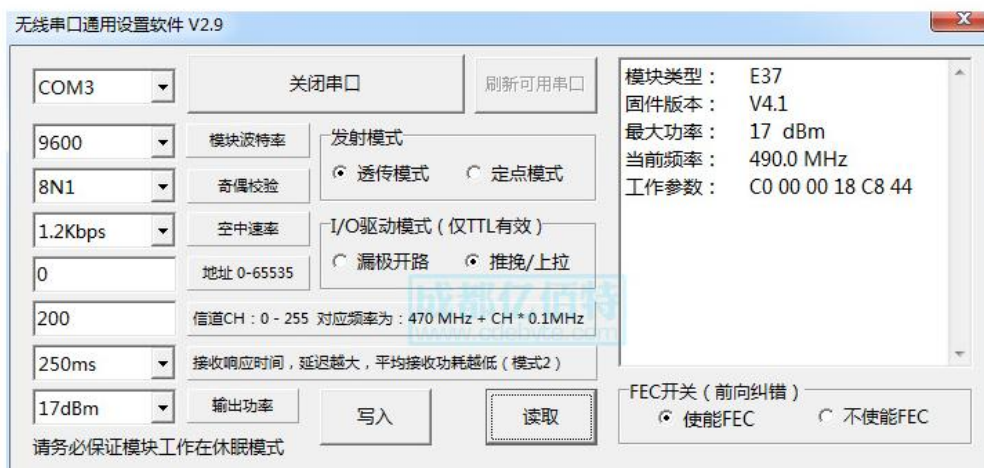 无线串口通用设置软件 V2.9
COM3
关闭串口
刷新可用串口
9600
模块波特率
8N1
奇偶校验
1.2Kbps
空中速率
0
地址 0-65535
200
信道CH：0 - 255 对应频率为：470 MHz + CH * 0.1MHz
250ms
接收响应时间，延迟越大，平均接收功耗越低（模式2）
17dBm
输出功率
写入
读取
请务必保证模块工作在休眠模式
发射模式
透传模式
定点模式
I/O驱动模式（仅TTL有效）
漏极开路
推挽/上拉
模块类型： E37
固件版本： V4.1
最大功率： 17 dBm
当前频率： 490.0 MHz
工作参数： C0 00 00 18 C8 44
FEC开关（前向纠错）
使能FEC
不使能FEC
成都亿佰特
www.cdebyte.com